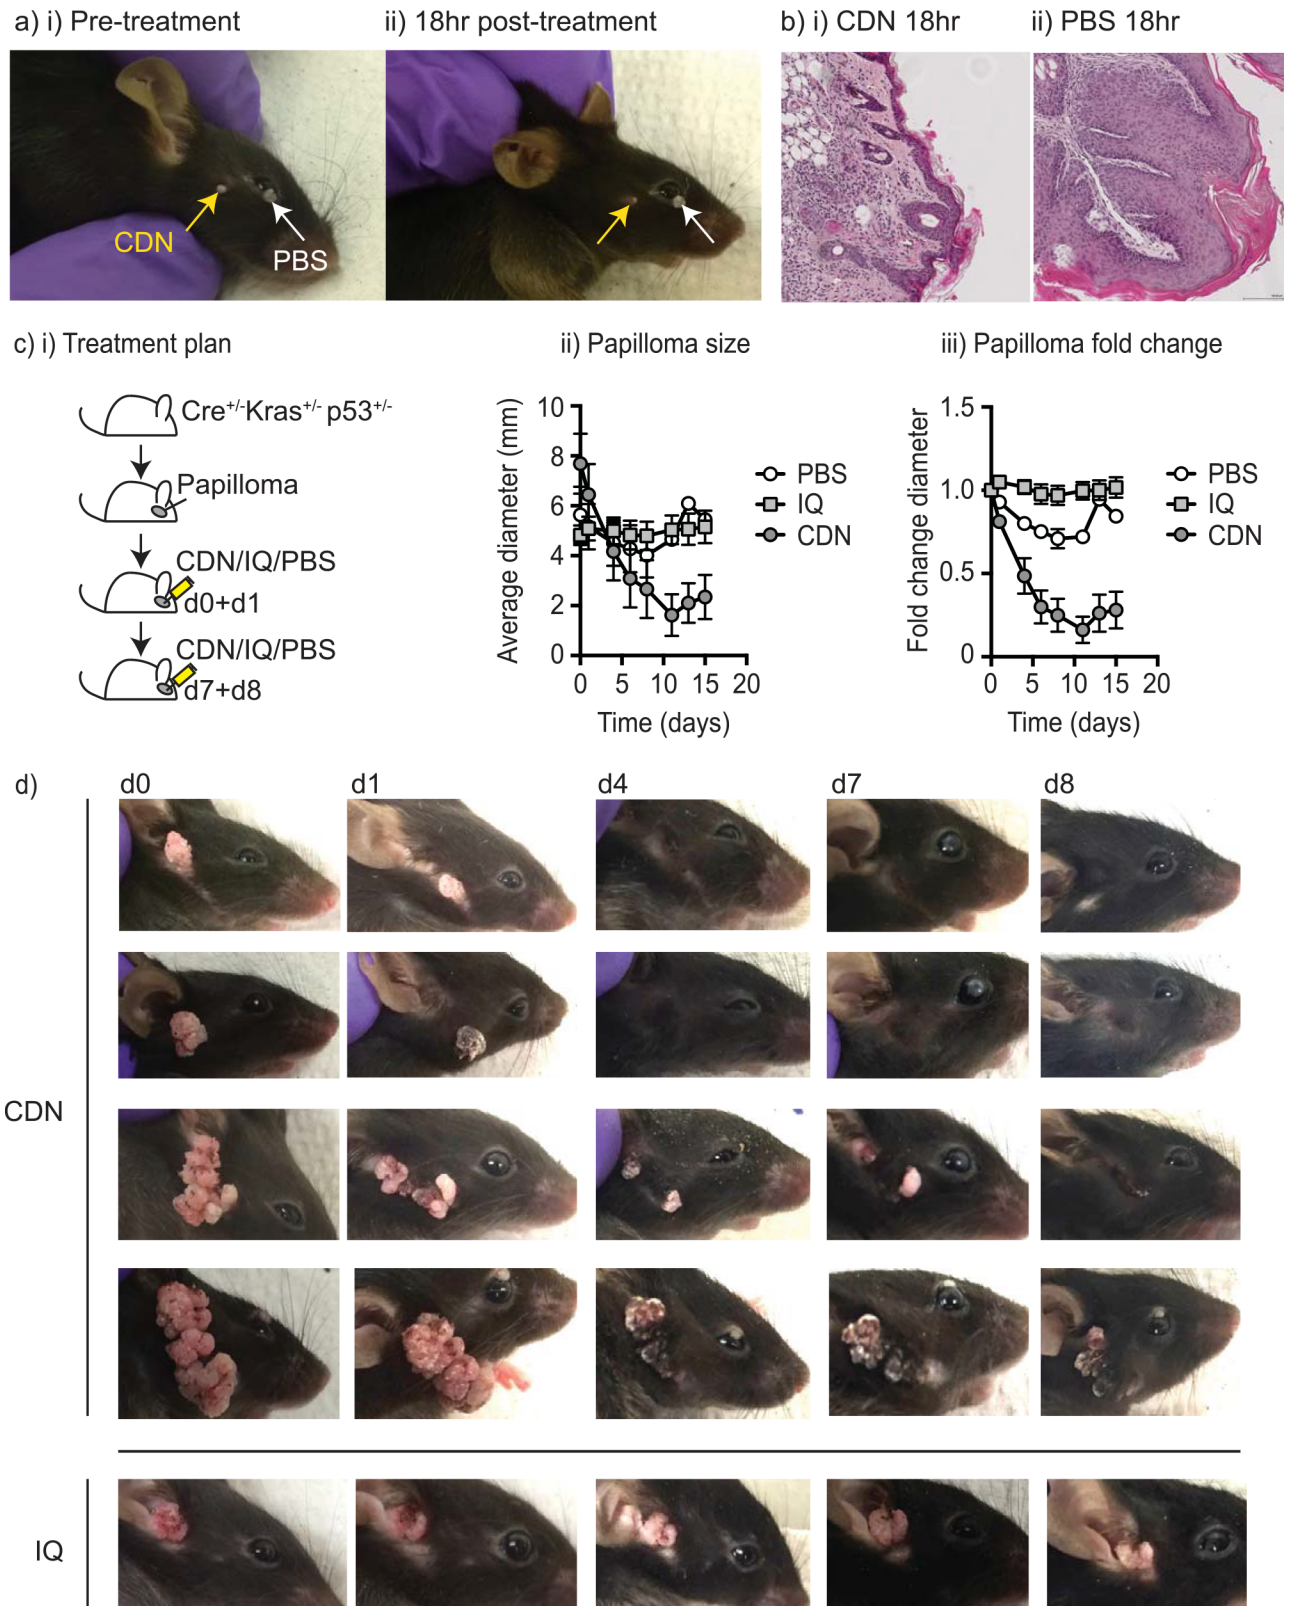 a) i) Pre-treatment
ii) 18hr post-treatment
b) i) CDN 18hr
ii) PBS 18hr
CDN
PBS
c) i) Treatment plan
Cre+/-Kras+/- p53+/-
Papilloma
CDN/IQ/PBS
d0+d1
CDN/IQ/PBS
d7+d8
ii) Papilloma size
Average diameter (mm)
10
8
6
4
2
0
0 5 10 15 20
Time (days)
PBS
IQ
CDN
iii) Papilloma fold change
Fold change diameter
1.5
1.0
0.5
0
0 5 10 15 20
Time (days)
PBS
IQ
CDN
d)
d0
d1
d4
d7
d8
CDN
IQ